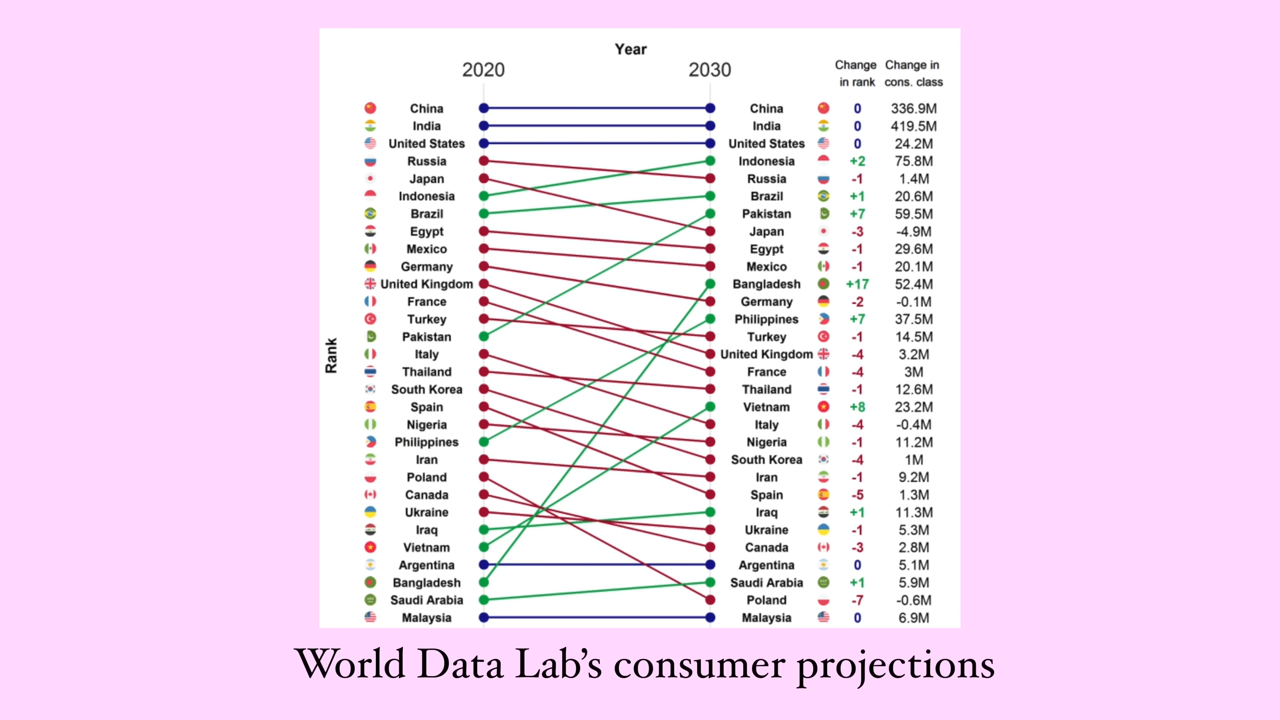 Year
2020 2030 Change in rank Change in cons. class
Rank
China China 0 336.9M
India India 0 419.5M
United States United States 0 24.2M
Russia Indonesia +2 75.8M
Japan Russia -1 1.4M
Indonesia Brazil +1 20.6M
Brazil Pakistan +7 59.5M
Egypt Japan -3 -4.9M
Mexico Egypt -1 29.6M
Germany Mexico -1 20.1M
United Kingdom Bangladesh +17 52.4M
France Germany -2 -0.1M
Turkey Philippines +7 37.5M
Pakistan Turkey -1 14.5M
Italy United Kingdom -4 3.2M
Thailand France -4 3M
South Korea Thailand -1 12.6M
Spain Vietnam +8 23.2M
Nigeria Italy -4 -0.4M
Philippines Nigeria -1 11.2M
Iran South Korea -4 1M
Poland Iran -1 9.2M
Canada Spain -5 1.3M
Ukraine Iraq +1 11.3M
Iraq Ukraine -1 5.3M
Vietnam Canada -3 2.8M
Argentina Argentina 0 5.1M
Bangladesh Saudi Arabia +1 5.9M
Saudi Arabia Poland -7 -0.6M
Malaysia Malaysia 0 6.9M
World Data Lab's consumer projections